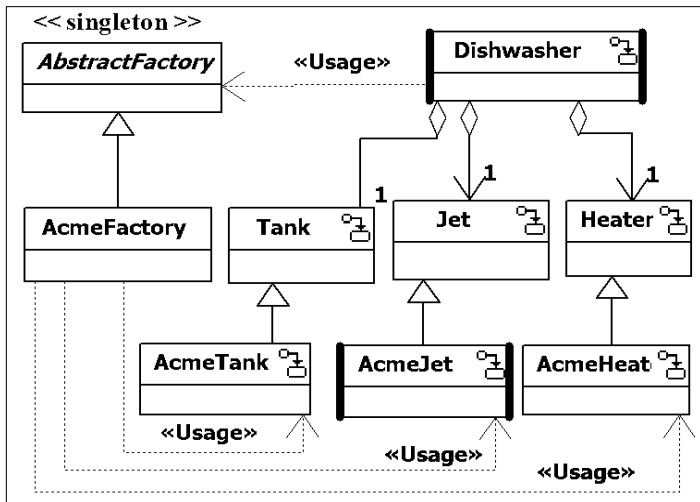 << singleton >>
AbstractFactory
«Usage»
Dishwasher
1
1
1
AcmeFactory
Tank
Jet
Heater
AcmeTank
AcmeJet
AcmeHeat
«Usage»
«Usage»
«Usage»